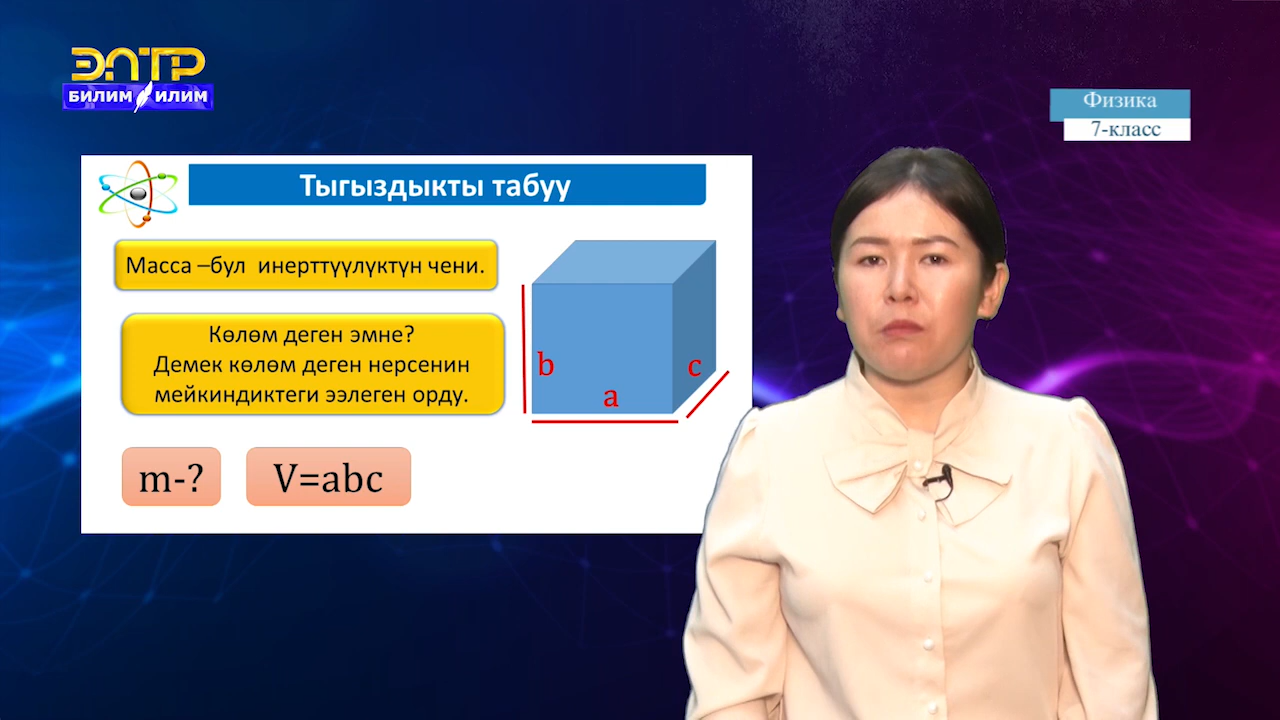 ЭЛТР
БИЛИМ ИЛИМ
Физика
7-класс
Тыгыздыкты табуу
Масса –бул инерттүүлүктүн чени.
Көлөм деген эмне?
Демек көлөм деген нерсенин
мейкиндиктеги ээлеген орду.
b
c
a
m-?
V=abc